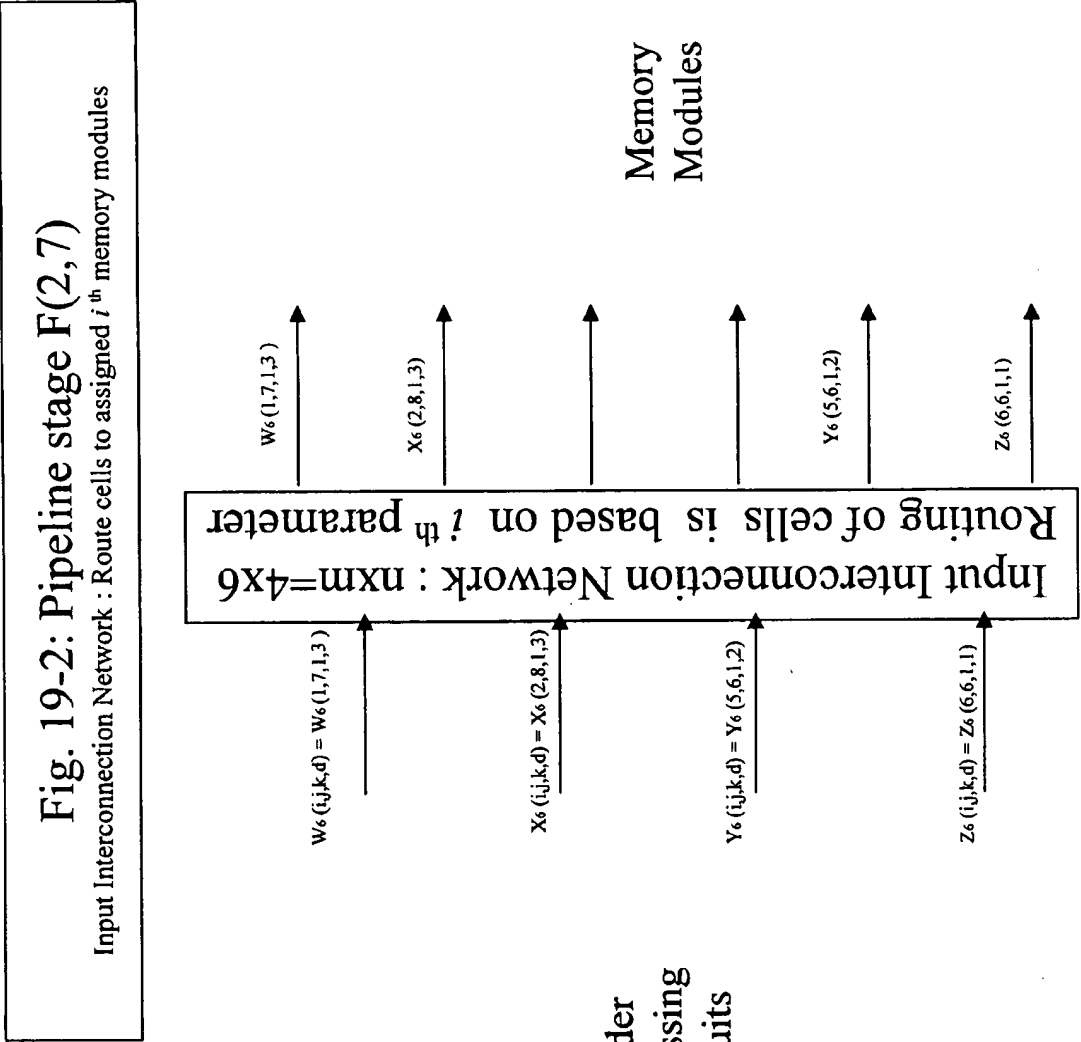 Fig. 19-2: Pipeline stage F(2,7)
Input Interconnection Network : Route cells to assigned i th memory modules
W6 (i,j,k,d) = W6 (1,7,1,3 )
X6 (i,j,k,d) = X6 (2,8,1,3)
Y6 (i,j,k,d) = Y6 (5,6,1,2)
Z6 (i,j,k,d) = Z6 (6,6,1,1)
Input Interconnection Network : nxm=4x6
Routing of cells is based on i th parameter
W6 (1,7,1,3 )
X6 (2,8,1,3)
Y6 (5,6,1,2)
Z6 (6,6,1,1)
Memory
Modules